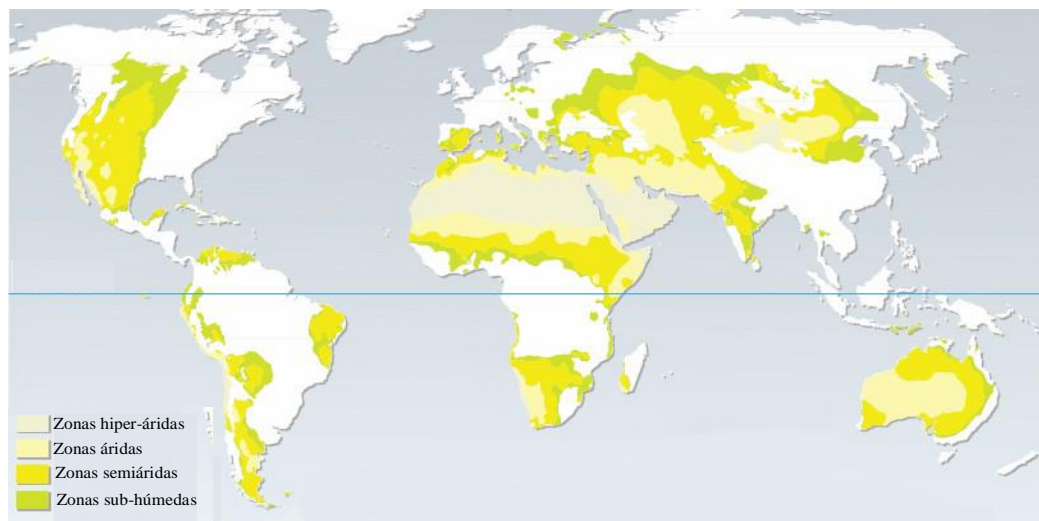 Zonas hiper-áridas
Zonas áridas
Zonas semiáridas
Zonas sub-húmedas